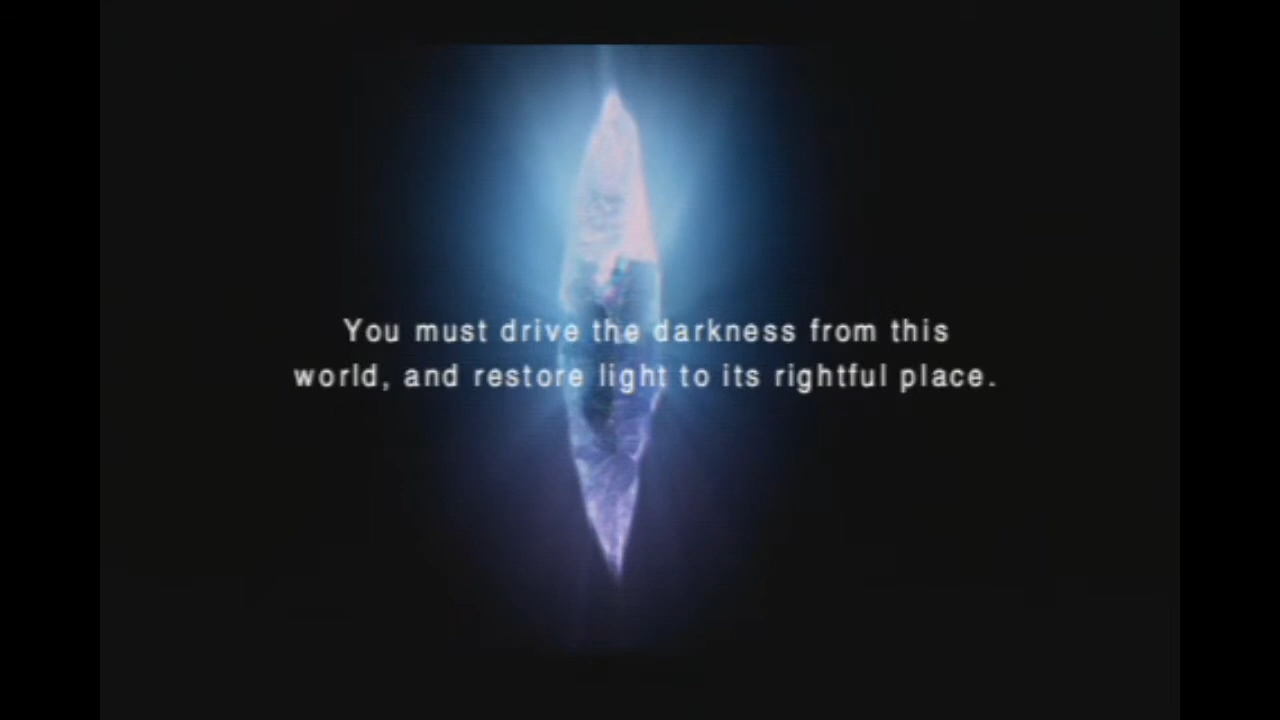 You must drive the darkness from this
world, and restore light to its rightful place.